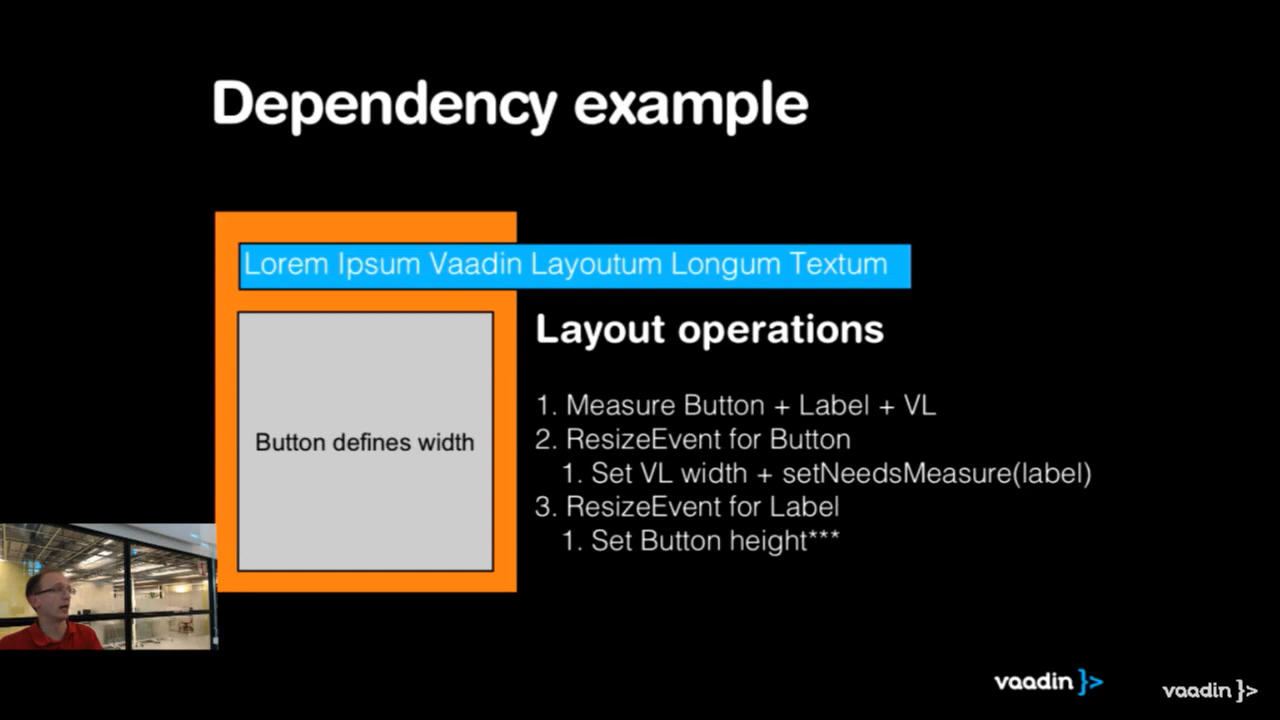 Dependency example
Lorem Ipsum Vaadin Layoutum Longum Textum
Layout operations
1. Measure Button + Label + VL
2. ResizeEvent for Button
1. Set VL width + setNeedsMeasure(label)
3. ResizeEvent for Label
1. Set Button height***
Button defines width
vaadin }>
vaadin }>